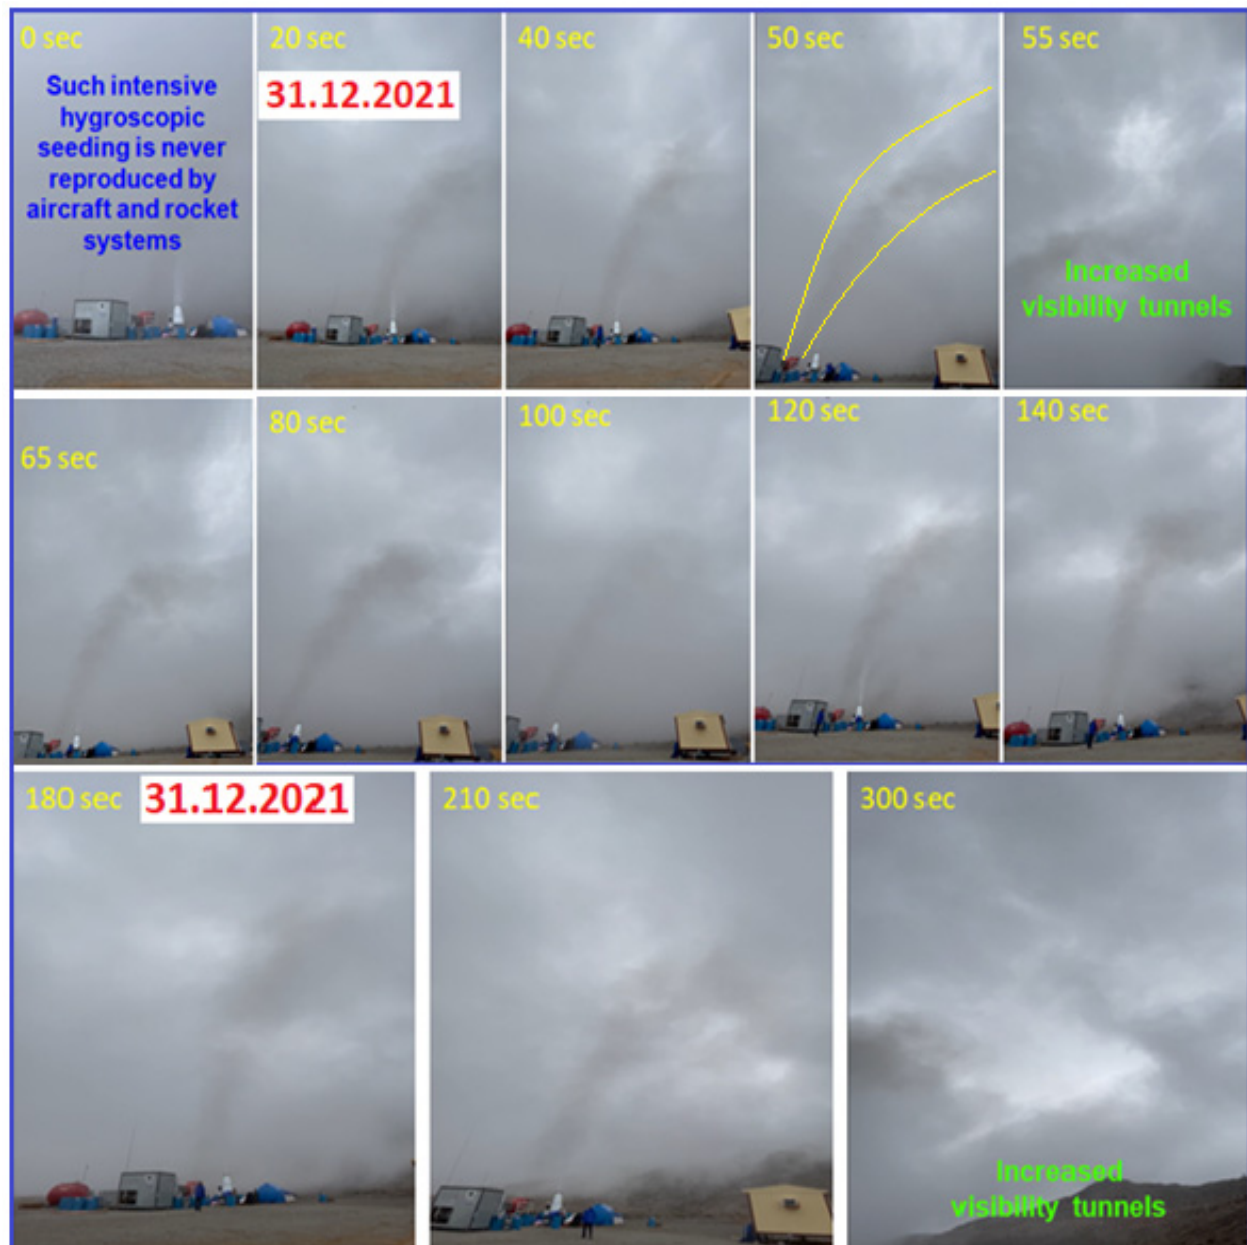 0 sec
Such intensive
hygroscopic
seeding is never
reproduced by
aircraft and rocket
systems
20 sec
31.12.2021
40 sec
50 sec
55 sec
Increased
visibility tunnels
65 sec
80 sec
100 sec
120 sec
140 sec
180 sec
31.12.2021
210 sec
300 sec
Increased
visibility tunnels